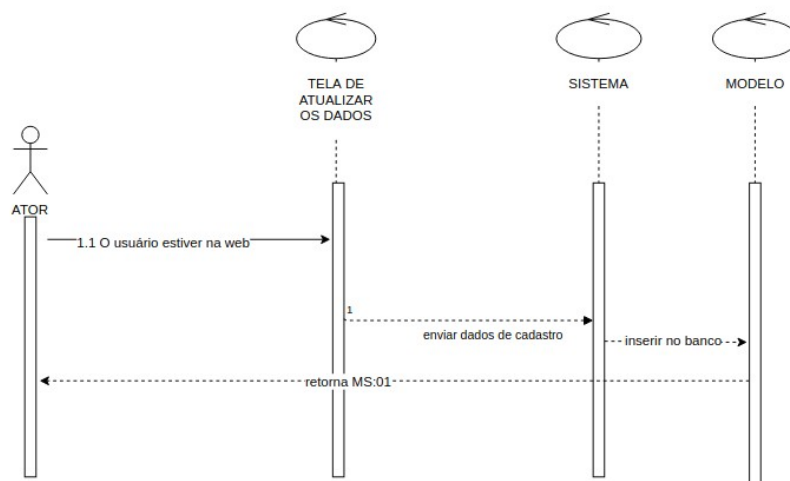 TELA DE
ATUALIZAR
OS DADOS
SISTEMA
MODELO
ATOR
1.1 O usuário estiver na web
1
enviar dados de cadastro
inserir no banco
retorna MS:01